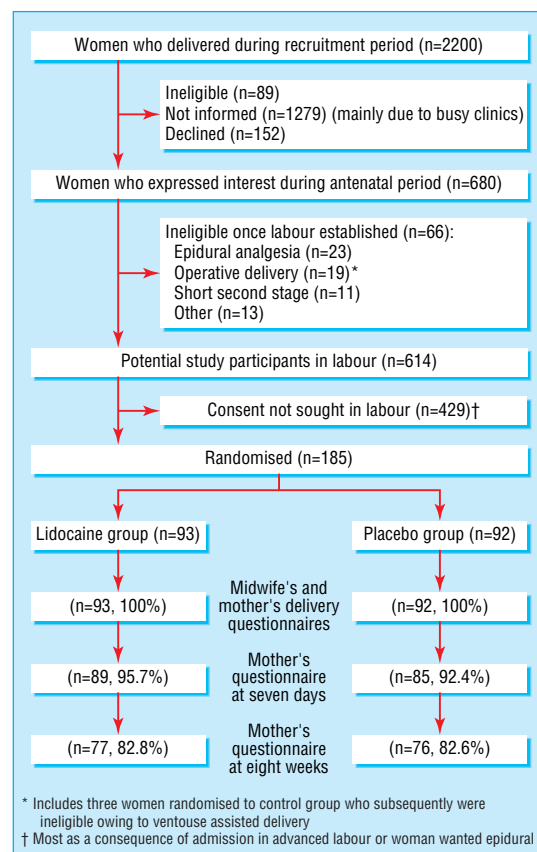 Women who delivered during recruitment period (n=2200)
Ineligible (n=89)
Not informed (n=1279) (mainly due to busy clinics)
Declined (n=152)
Women who expressed interest during antenatal period (n=680)
Ineligible once labour established (n=66):
Epidural analgesia (n=23)
Operative delivery (n=19)*
Short second stage (n=11)
Other (n=13)
Potential study participants in labour (n=614)
Consent not sought in labour (n=429)†
Randomised (n=185)
Lidocaine group (n=93)
Placebo group (n=92)
Midwife's and
mother's delivery
questionnaires
(n=93, 100%)
(n=92, 100%)
Mother's
questionnaire
at seven days
(n=89, 95.7%)
(n=85, 92.4%)
Mother's
questionnaire
at eight weeks
(n=77, 82.8%)
(n=76, 82.6%)
* Includes three women randomised to control group who subsequently were
ineligible owing to ventouse assisted delivery
† Most as a consequence of admission in advanced labour or woman wanted epidural